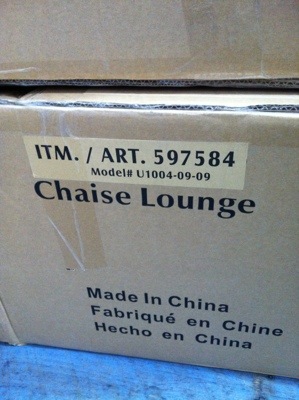 ITM. / ART. 597584
Model# U1004-09-09
Chaise Lounge
Made In China
Fabriqué en Chine
Hecho en China